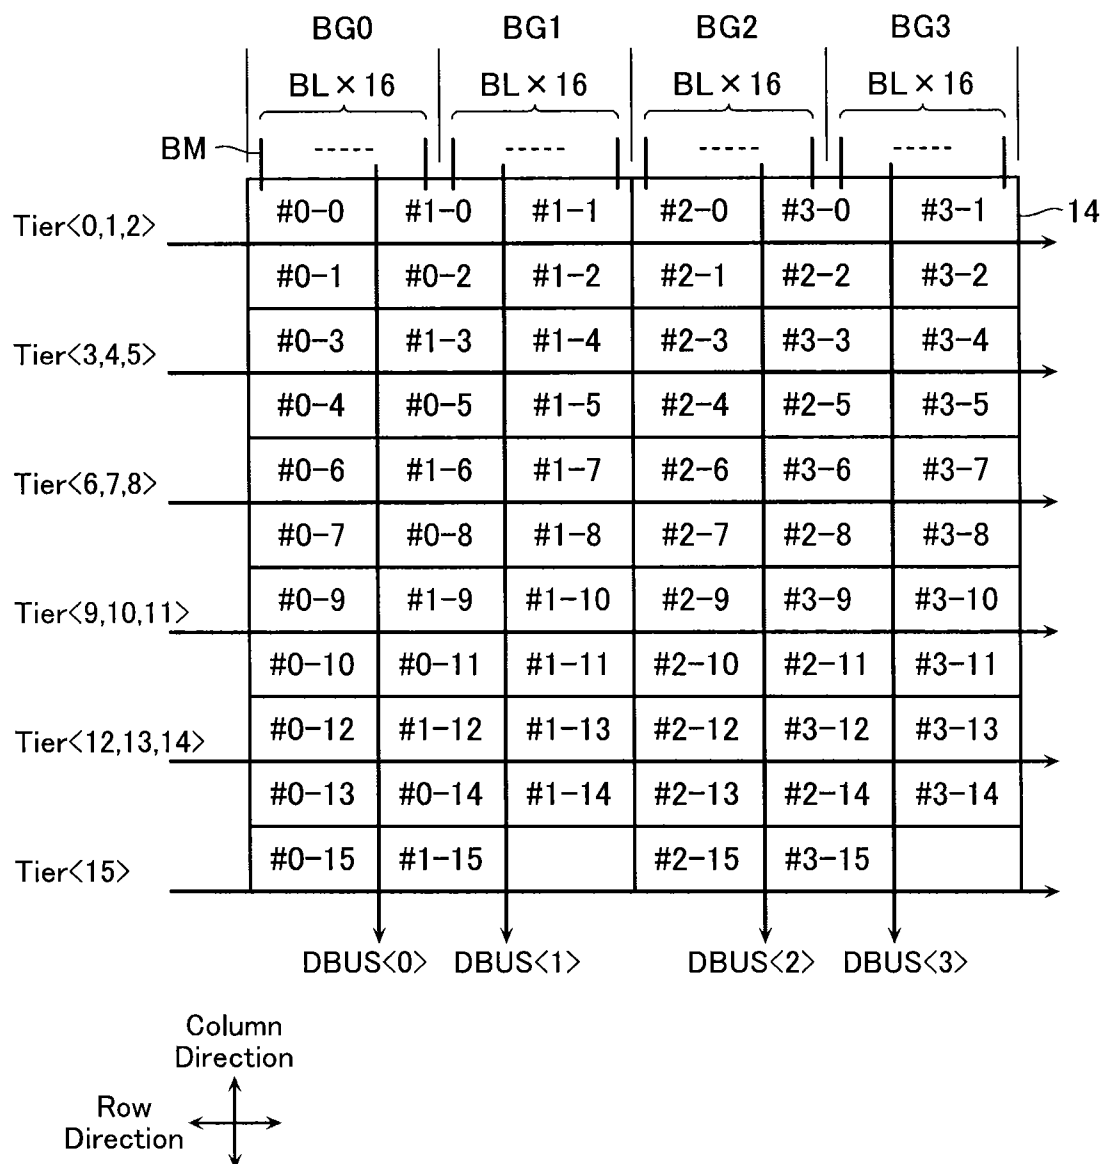 BG0 BG1 BG2 BG3
BL×16 BL×16 BL×16 BL×16
BM
Tier<0,1,2> #0-0 #1-0 #1-1 #2-0 #3-0 #3-1 14
#0-1 #0-2 #1-2 #2-1 #2-2 #3-2
Tier<3,4,5> #0-3 #1-3 #1-4 #2-3 #3-3 #3-4
#0-4 #0-5 #1-5 #2-4 #2-5 #3-5
Tier<6,7,8> #0-6 #1-6 #1-7 #2-6 #3-6 #3-7
#0-7 #0-8 #1-8 #2-7 #2-8 #3-8
Tier<9,10,11> #0-9 #1-9 #1-10 #2-9 #3-9 #3-10
#0-10 #0-11 #1-11 #2-10 #2-11 #3-11
Tier<12,13,14> #0-12 #1-12 #1-13 #2-12 #3-12 #3-13
#0-13 #0-14 #1-14 #2-13 #2-14 #3-14
Tier<15> #0-15 #1-15 #2-15 #3-15
DBUS<0> DBUS<1> DBUS<2> DBUS<3>
Column
Direction
Row
Direction